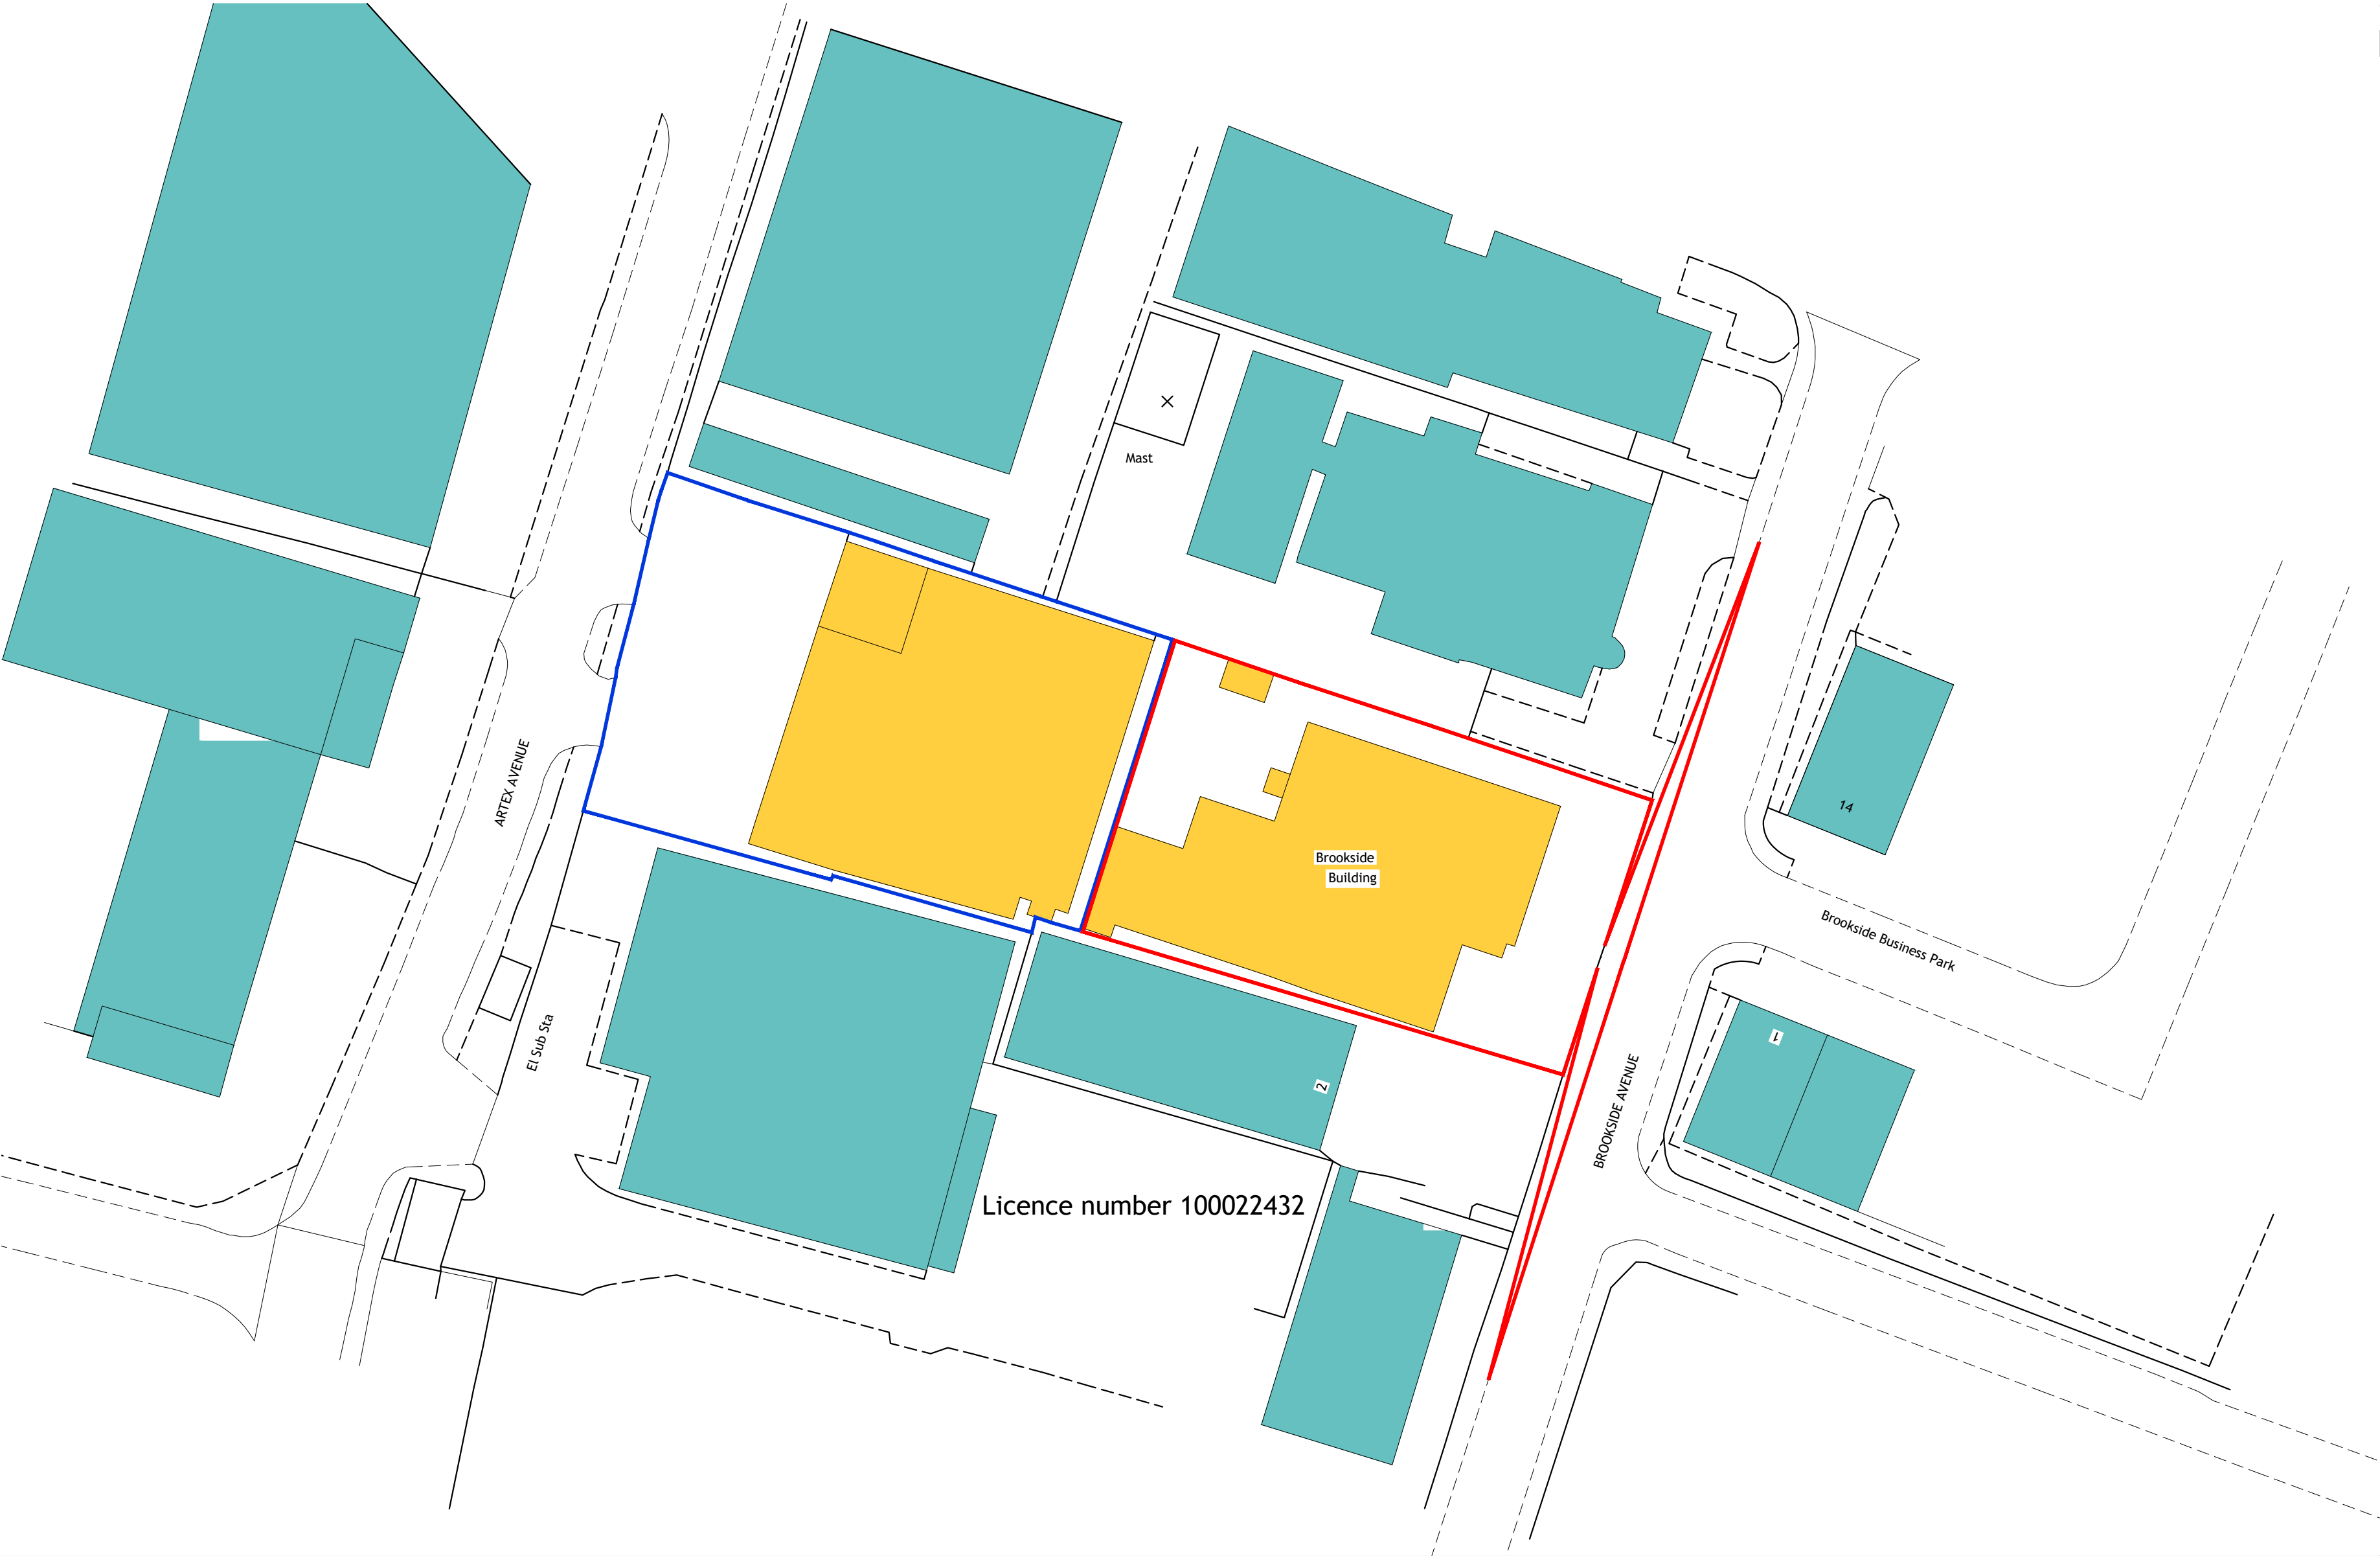 Mast
ARTEX AVENUE
14
Brookside
Building
Brookside Business Park
El Sub Sta
1
2
BROOKSIDE AVENUE
Licence number 100022432